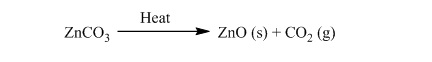 Heat
ZnCO₃ ⟶ ZnO (s) + CO₂ (g)